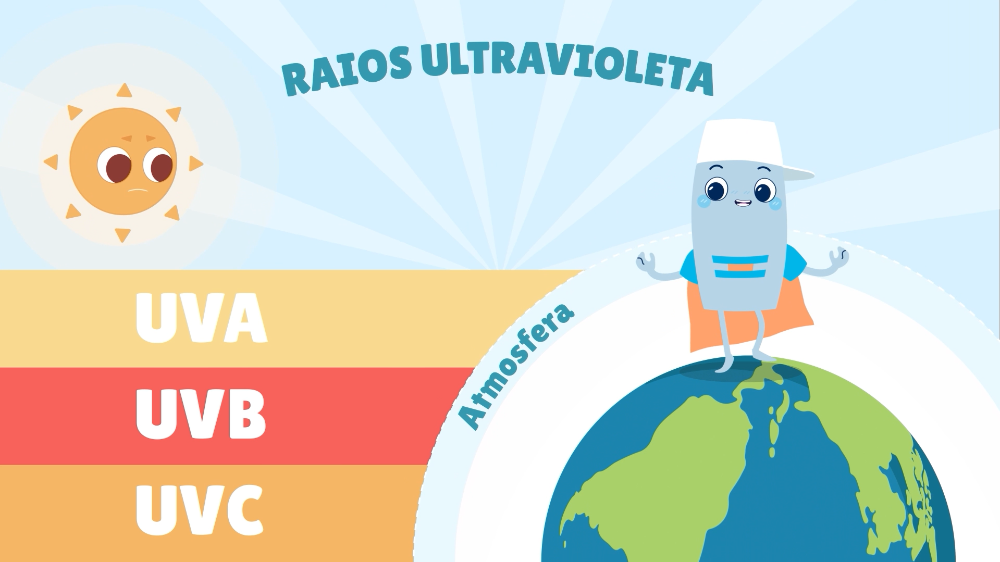 RAIOS ULTRAVIOLETA
UVA
Atmosfera
UVB
UVC